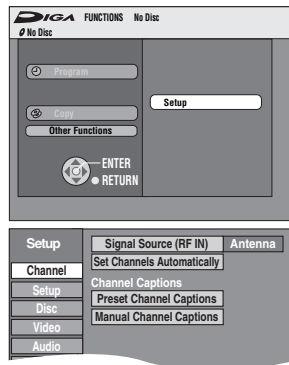 DIGA FUNCTIONS No Disc
No Disc
Program
Copy
Other Functions
Setup
ENTER
RETURN
Setup
Channel
Setup
Disc
Video
Audio
Signal Source (RF IN) Antenna
Set Channels Automatically
Channel Captions
Preset Channel Captions
Manual Channel Captions